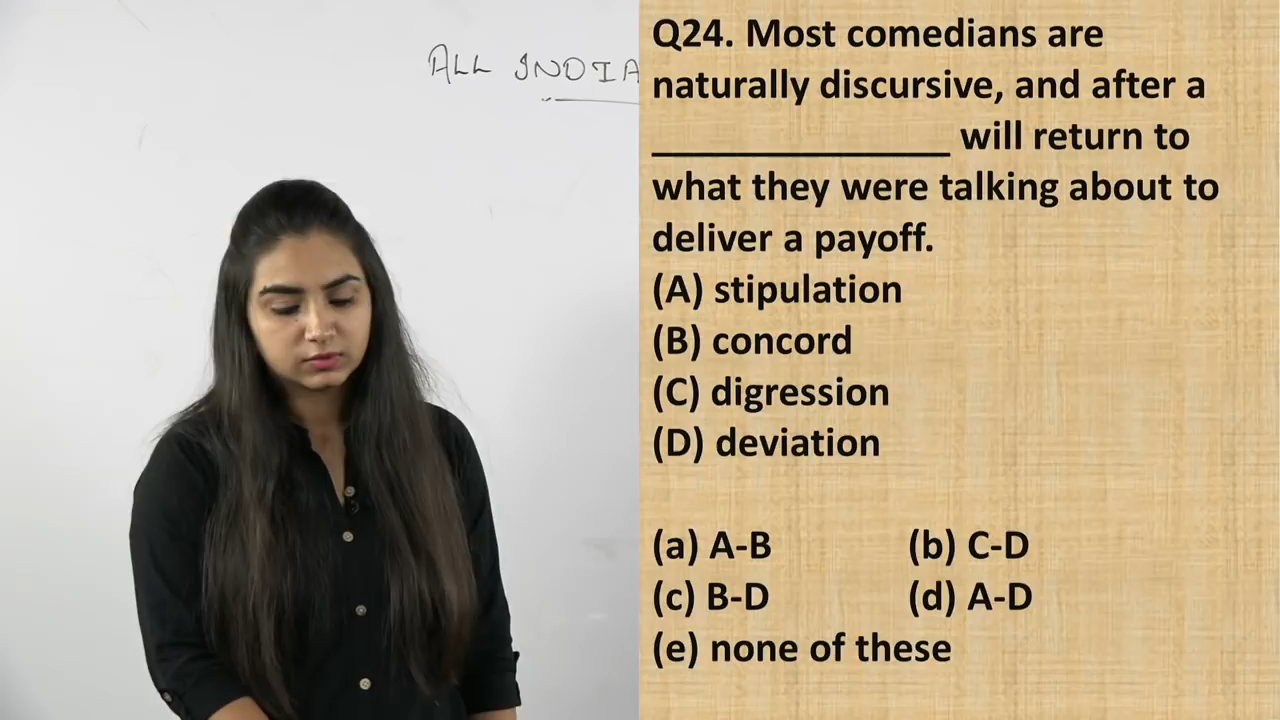 ALL INDIA
Q24. Most comedians are
naturally discursive, and after a
______________ will return to
what they were talking about to
deliver a payoff.
(A) stipulation
(B) concord
(C) digression
(D) deviation
(a) A-B (b) C-D
(c) B-D (d) A-D
(e) none of these